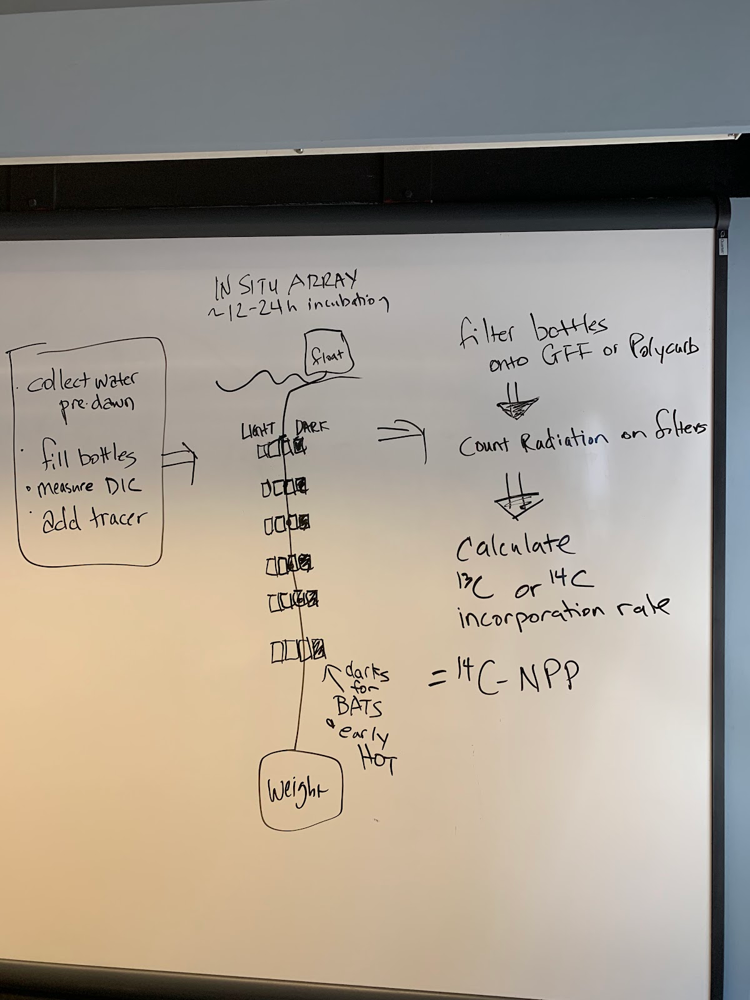 IN SITU ARRAY
~12-24h incubation
float
LIGHT DARK
· collect water
pre-dawn
· fill bottles
• measure DIC
· add tracer
filter bottles
onto GFF or Polycarb
Count Radiation on filters
Calculate
¹³C or ¹⁴C
incorporation rate
= ¹⁴C-NPP
darks
for
BATS
• early
HOT
Weight